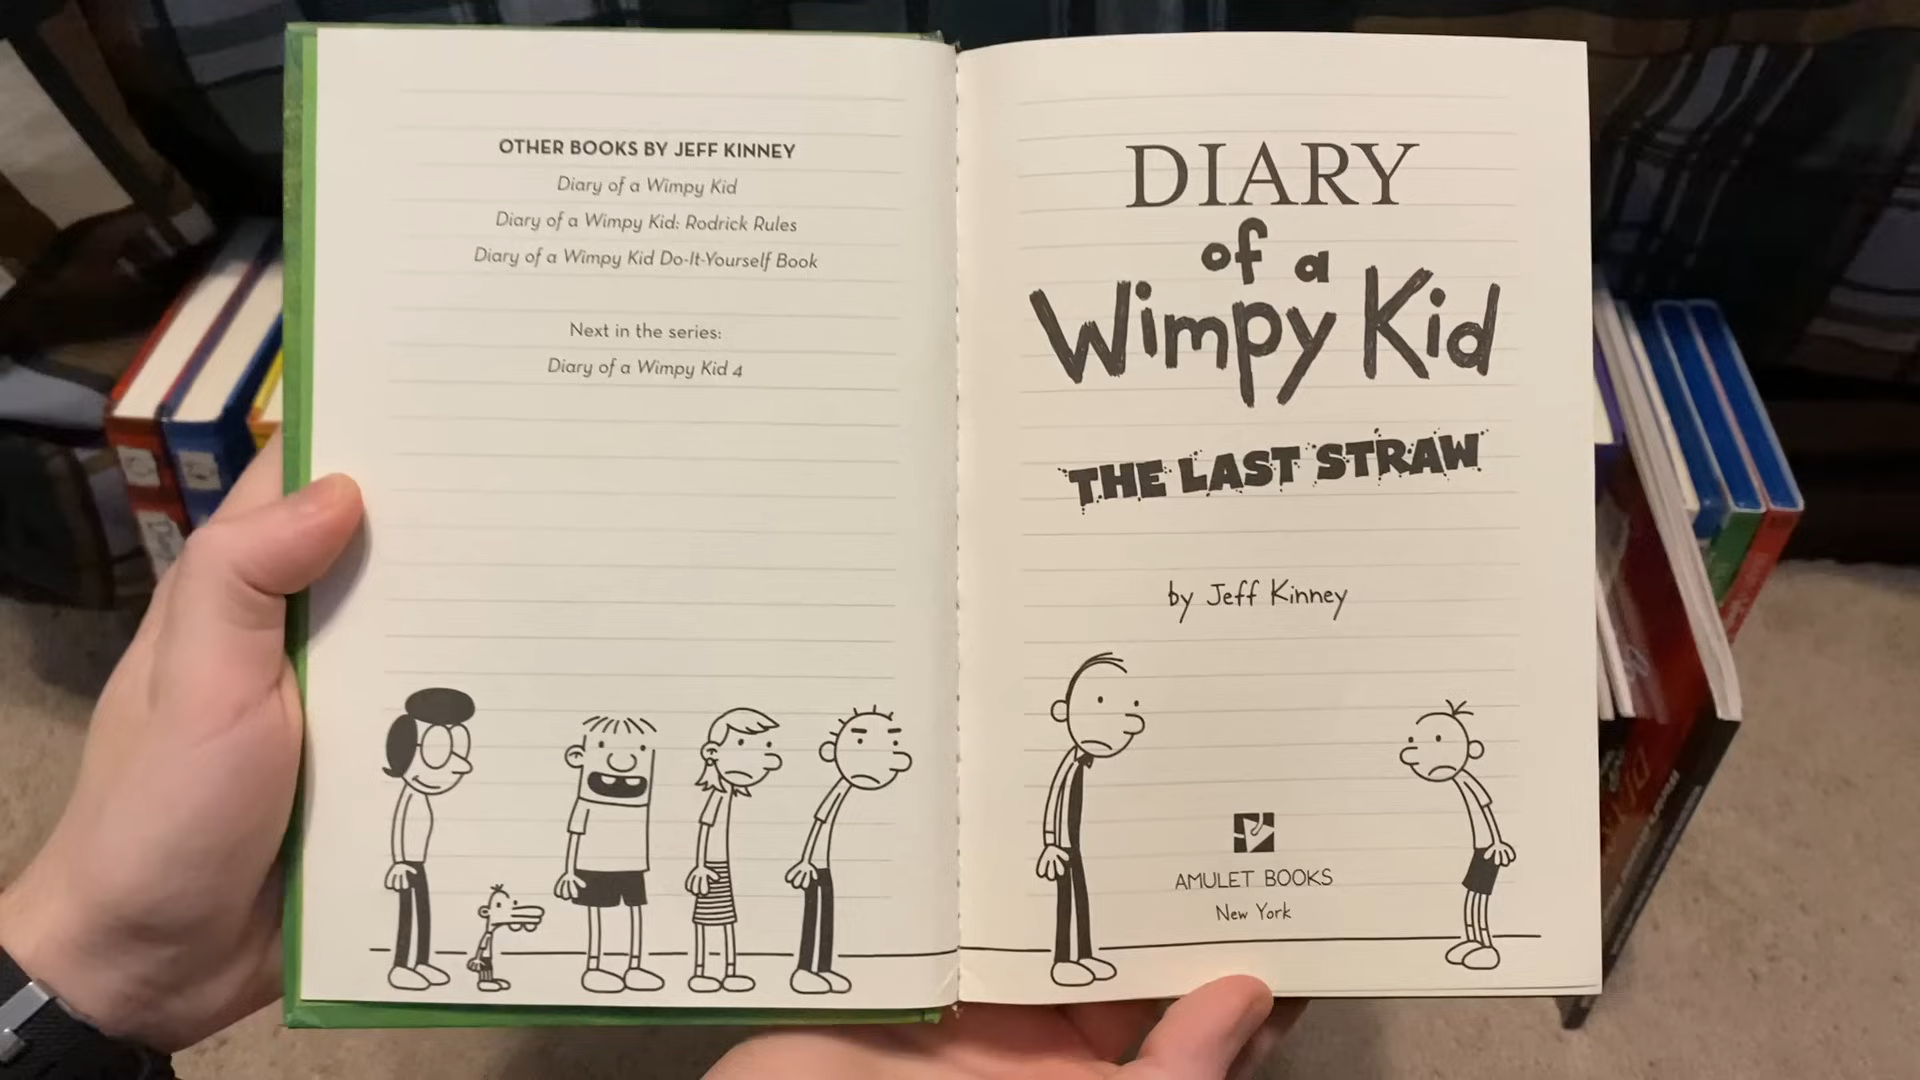 OTHER BOOKS BY JEFF KINNEY
Diary of a Wimpy Kid
Diary of a Wimpy Kid: Rodrick Rules
Diary of a Wimpy Kid Do-It-Yourself Book
Next in the series:
Diary of a Wimpy Kid 4
DIARY
of a
Wimpy Kid
THE LAST STRAW
by Jeff Kinney
AMULET BOOKS
New York